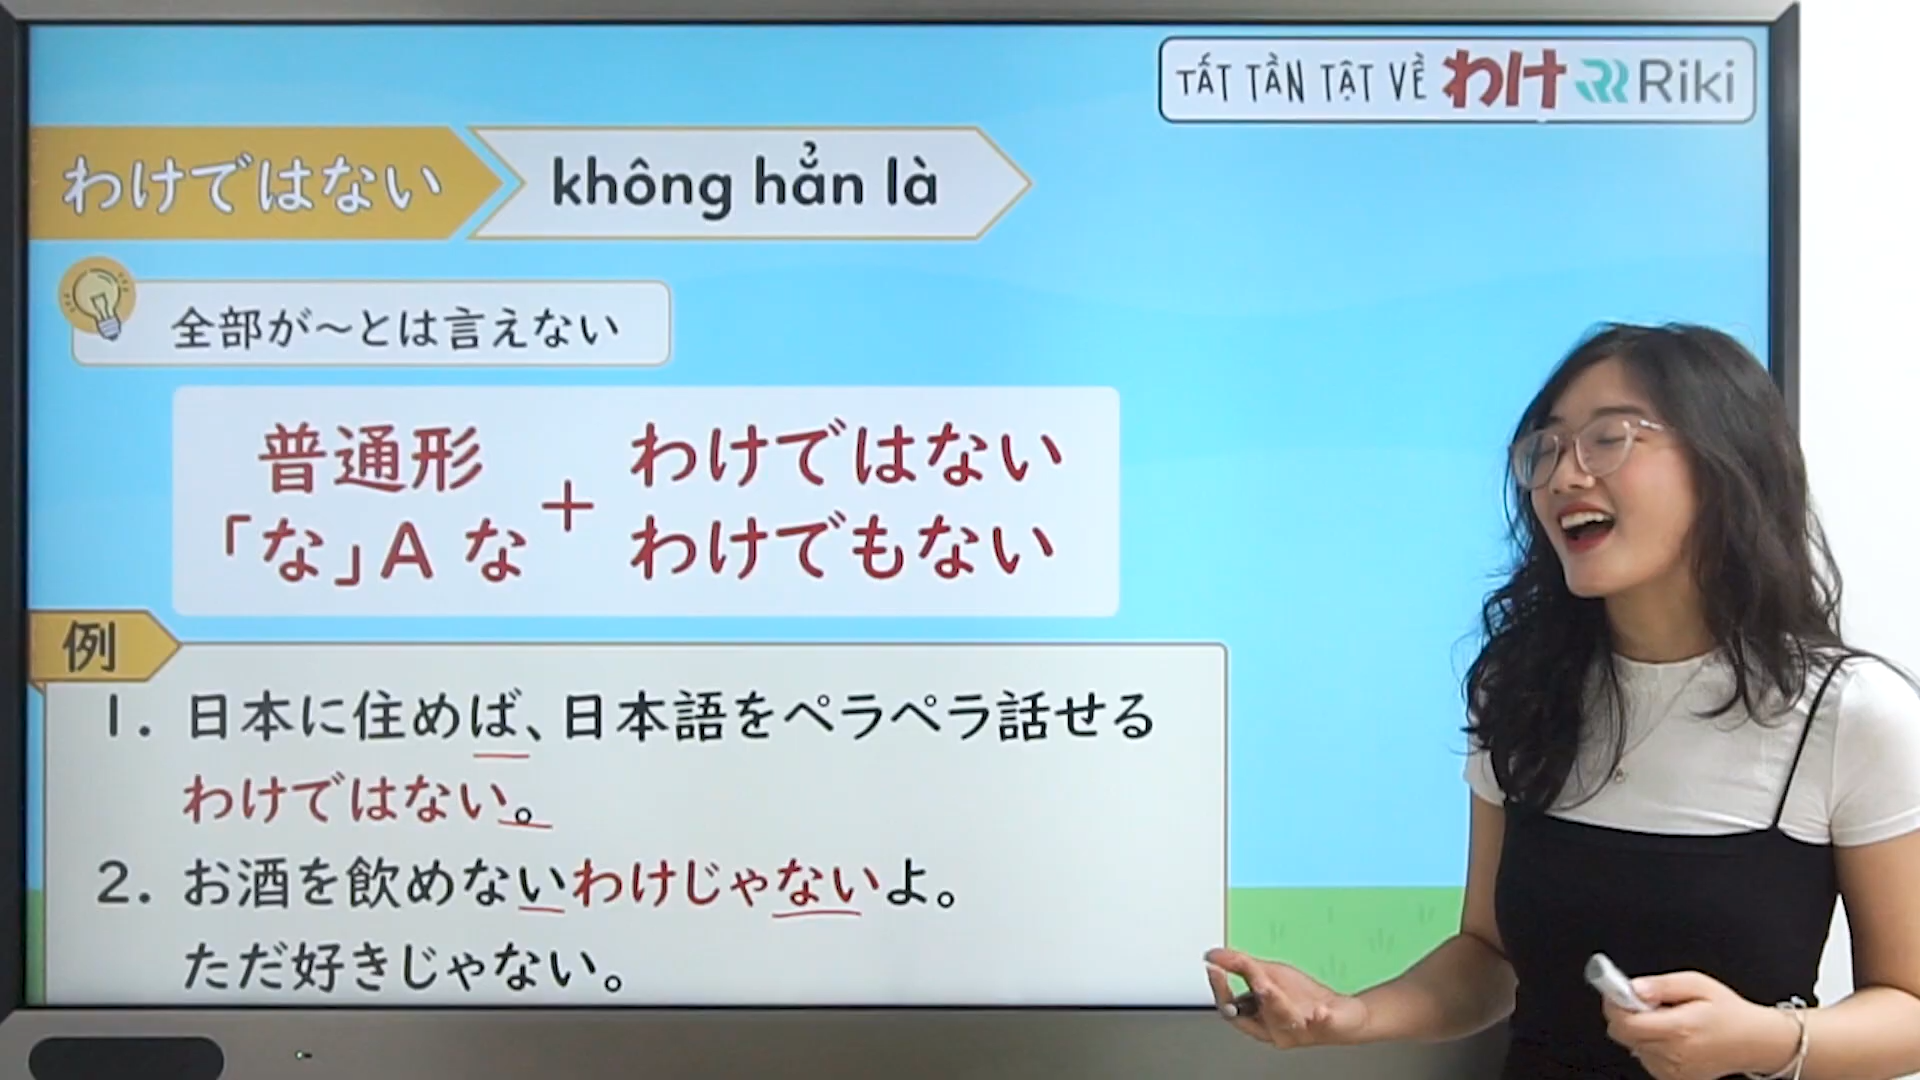 TẤT TẦN TẬT VỀ わけ Riki
わけではない không hẳn là
全部が～とは言えない
普通形
「な」A な
+
わけではない
わけでもない
例
1. 日本に住めば、日本語をペラペラ話せる
わけではない。
2. お酒を飲めないわけじゃないよ。
ただ好きじゃない。